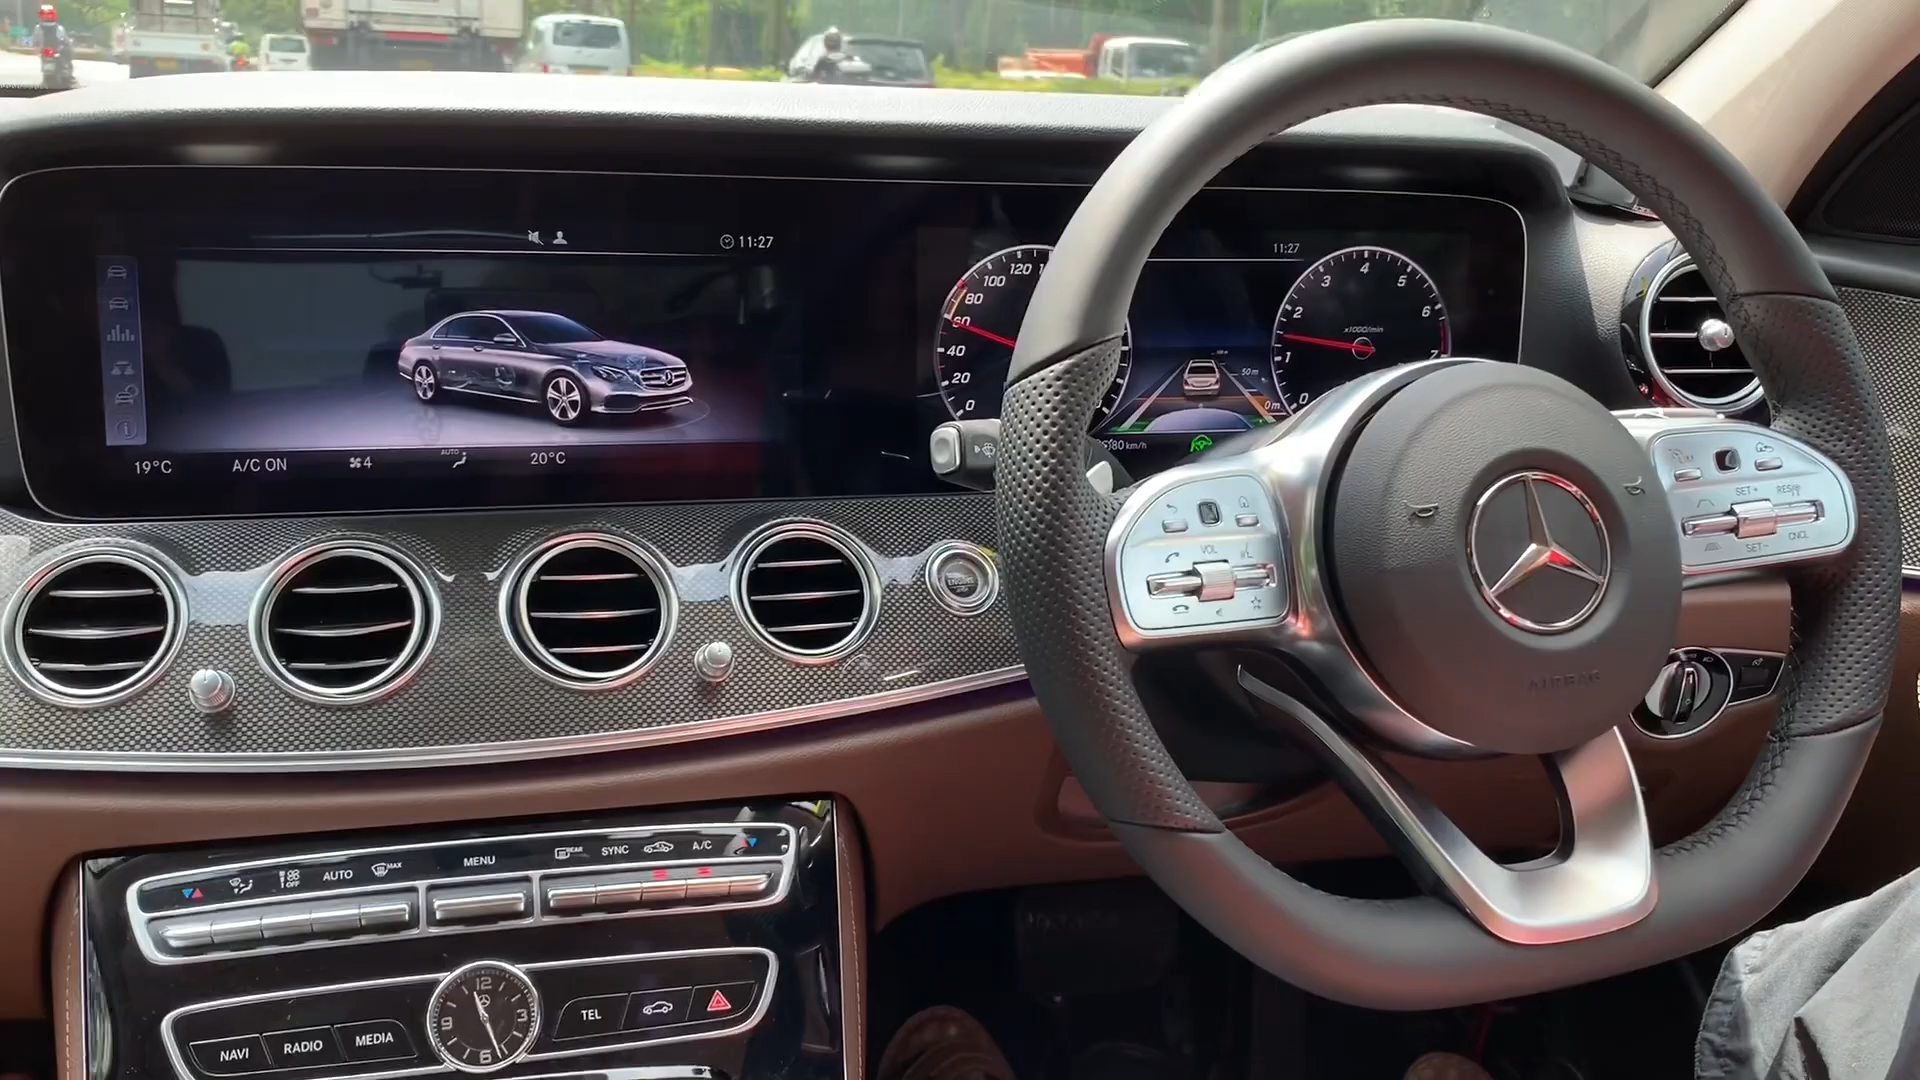 11:27
19°C
A/C ON
4
AUTO
20°C
120
100
80
60
40
20
0
11:27
50 m
0 m
80 km/h
0
1
2
3
4
5
6
7
x1000/min
ENGINE
VOL
SET+
RES
SET-
CNCL
AIRBAG
OFF
AUTO
MAX
MENU
REAR
SYNC
A/C
12
3
6
9
NAVI
RADIO
MEDIA
TEL